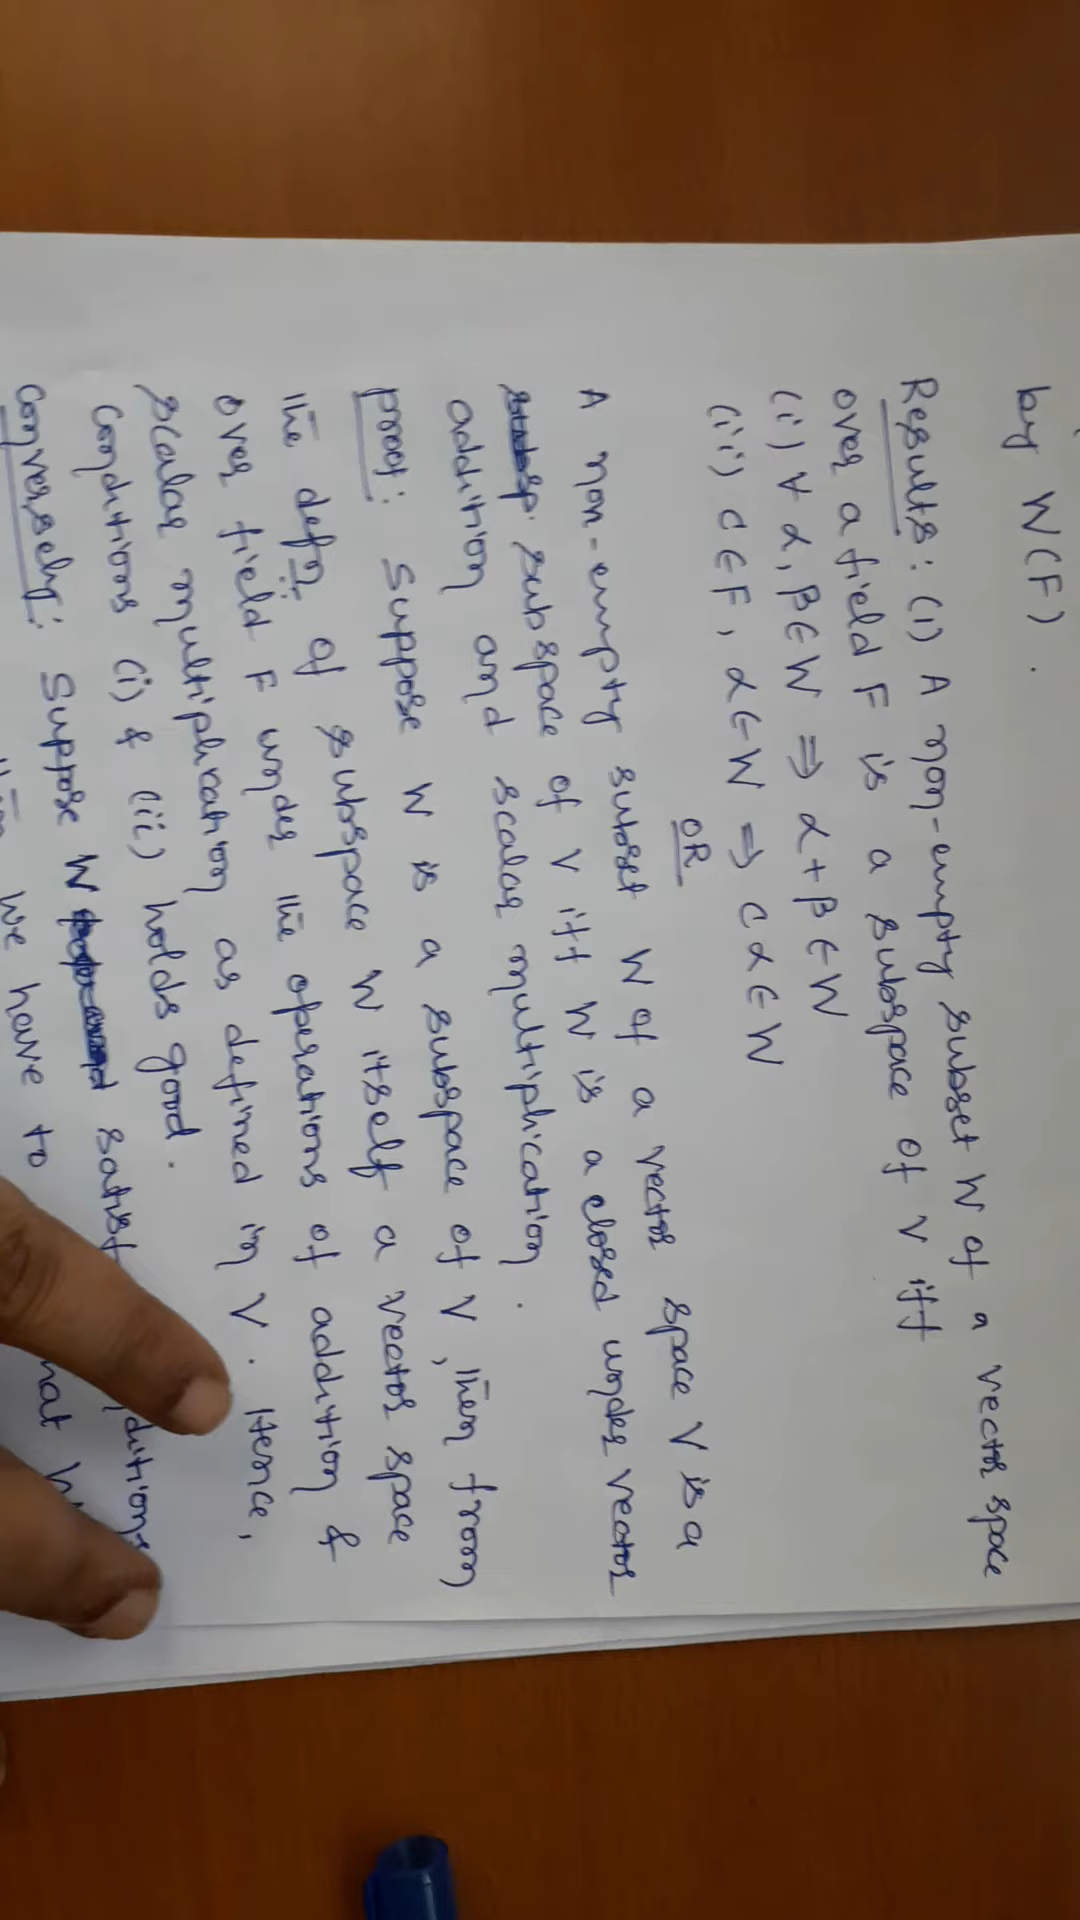 by W(F).
Results: (1) A non-empty subset W of a vector space
over a field F is a subspace of V iff
(i) ∀ α, β ∈ W ⇒ α + β ∈ W
(ii) c ∈ F, α ∈ W ⇒ c α ∈ W
OR
A non-empty subset W of a vector space V is a
subspace of V iff W is a closed under vector
addition and scalar multiplication.
proof: Suppose W is a subspace of V, then from
the defn. of subspace W itself a vector space
over field F under the operations of addition &
scalar multiplication as defined in V. Hence,
Conditions (i) & (ii) holds good.
Conversely: Suppose W
we have to